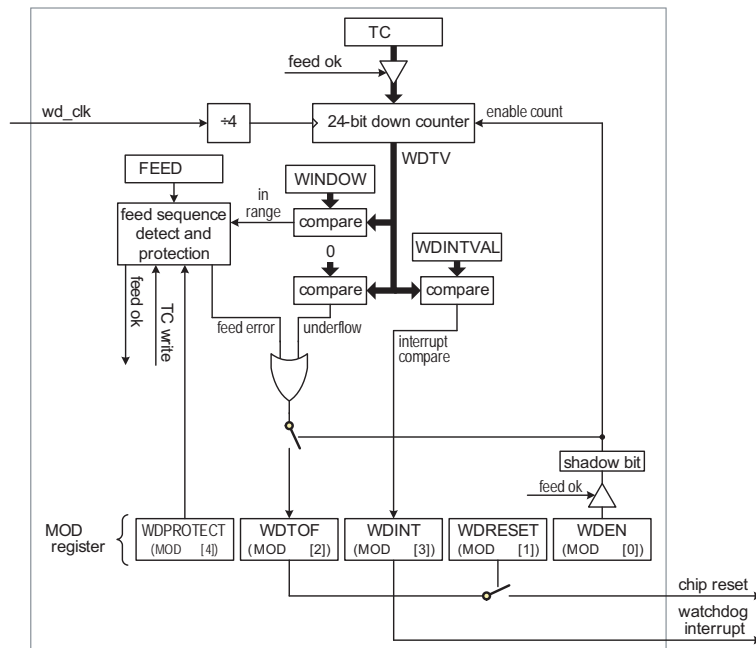 TC
feed ok
wd_clk
÷4
24-bit down counter
enable count
WDTV
FEED
WINDOW
in
range
compare
feed sequence
detect and
protection
0
WDINTVAL
compare
compare
feed ok
TC write
feed error
underflow
interrupt
compare
shadow bit
feed ok
MOD
register
WDPROTECT
(MOD [4])
WDTOF
(MOD [2])
WDINT
(MOD [3])
WDRESET
(MOD [1])
WDEN
(MOD [0])
chip reset
watchdog
interrupt